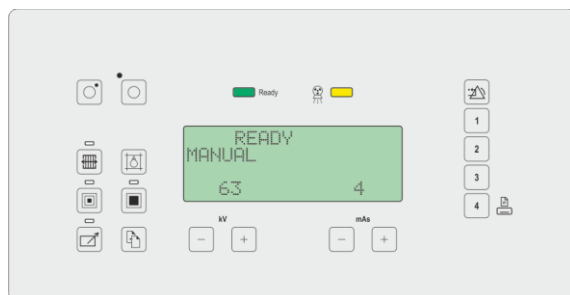 Ready
READY
MANUAL
63 4
kV mAs
- + - +
1
2
3
4